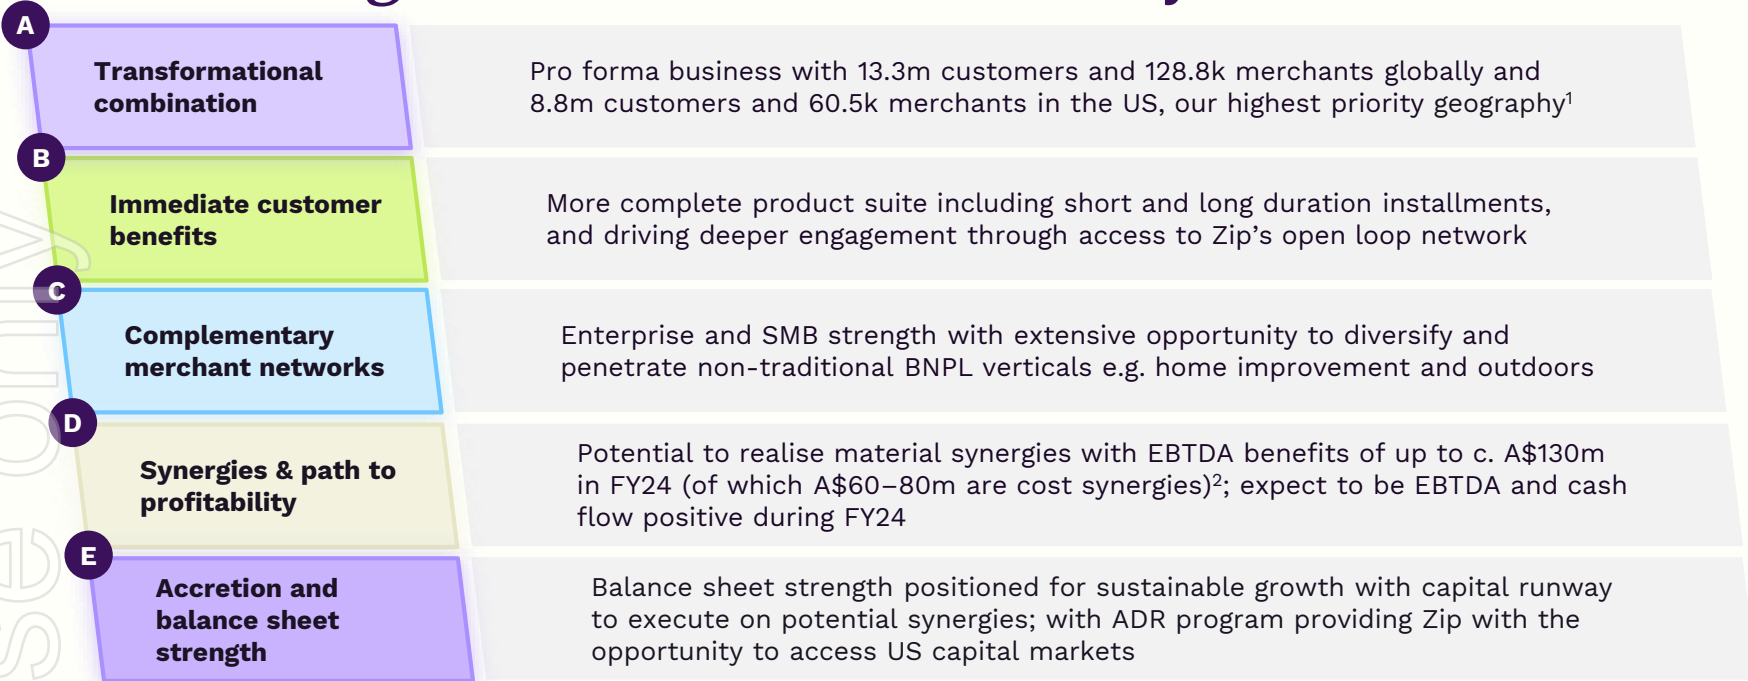 A
Transformational
combination
Pro forma business with 13.3m customers and 128.8k merchants globally and
8.8m customers and 60.5k merchants in the US, our highest priority geography¹
B
Immediate customer
benefits
More complete product suite including short and long duration installments,
and driving deeper engagement through access to Zip’s open loop network
C
Complementary
merchant networks
Enterprise and SMB strength with extensive opportunity to diversify and
penetrate non-traditional BNPL verticals e.g. home improvement and outdoors
D
Synergies & path to
profitability
Potential to realise material synergies with EBTDA benefits of up to c. A$130m
in FY24 (of which A$60–80m are cost synergies)²; expect to be EBTDA and cash
flow positive during FY24
E
Accretion and
balance sheet
strength
Balance sheet strength positioned for sustainable growth with capital runway
to execute on potential synergies; with ADR program providing Zip with the
opportunity to access US capital markets
only